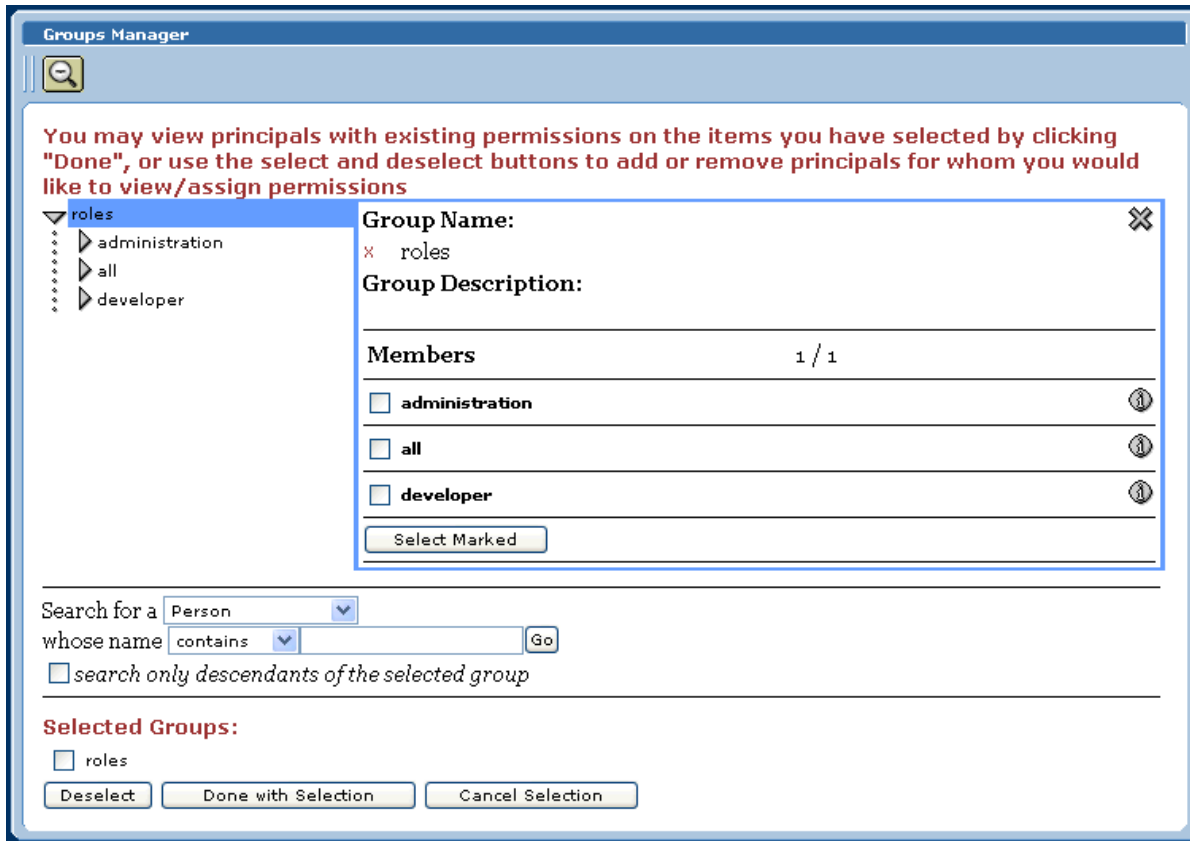 Groups Manager
You may view principals with existing permissions on the items you have selected by clicking
"Done", or use the select and deselect buttons to add or remove principals for whom you would
like to view/assign permissions
roles
administration
all
developer
Group Name:
x roles
Group Description:
Members 1 / 1
administration
all
developer
Select Marked
Search for a Person
whose name contains Go
search only descendants of the selected group
Selected Groups:
roles
Deselect Done with Selection Cancel Selection